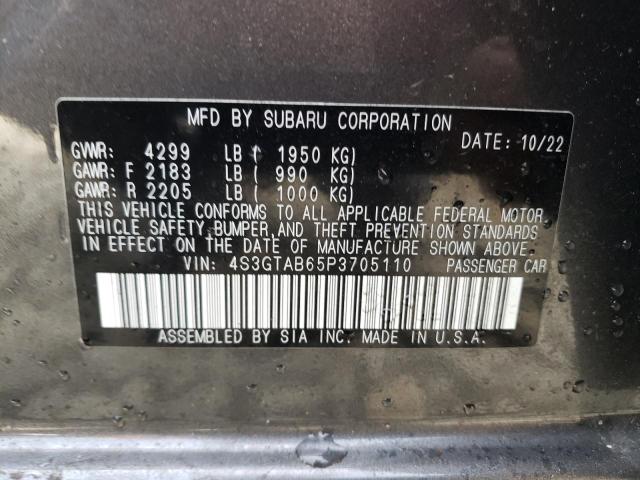 MFD BY SUBARU CORPORATION
DATE: 10/22
GVWR: 4299 LB ( 1950 KG)
GAWR: F 2183 LB ( 990 KG)
GAWR: R 2205 LB ( 1000 KG)
THIS VEHICLE CONFORMS TO ALL APPLICABLE FEDERAL MOTOR
VEHICLE SAFETY, BUMPER, AND THEFT PREVENTION STANDARDS
IN EFFECT ON THE DATE OF MANUFACTURE SHOWN ABOVE.
VIN: 4S3GTAB65P3705110 PASSENGER CAR
ASSEMBLED BY SIA INC. MADE IN U.S.A.